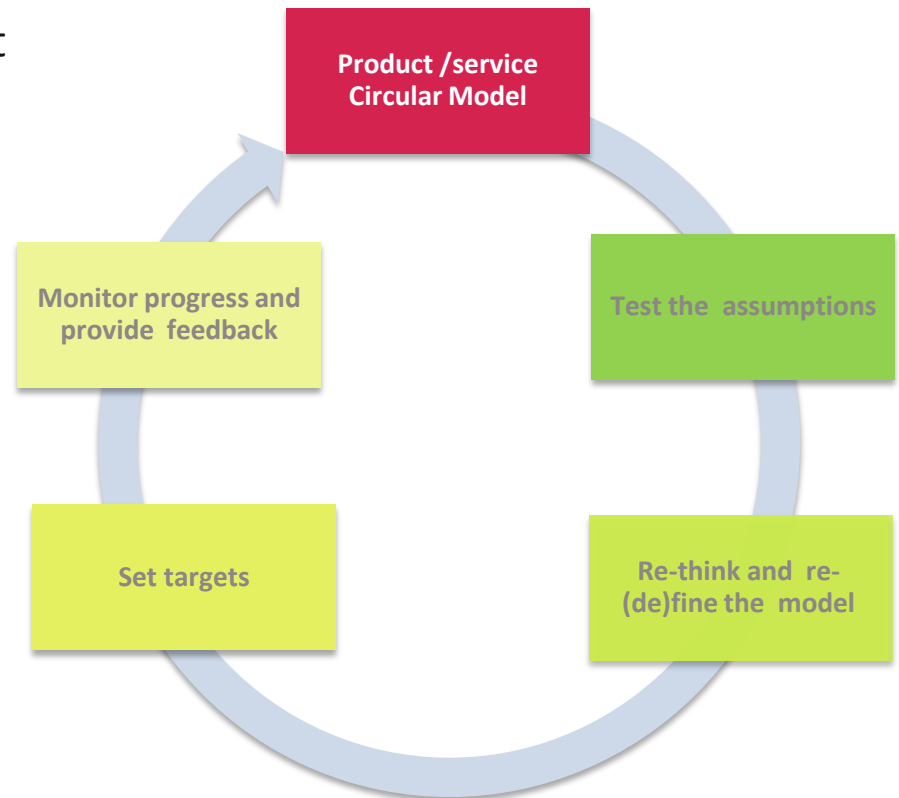 t
Product /service
Circular Model
Monitor progress and
provide feedback
Test the assumptions
Set targets
Re-think and re-
(de)fine the model